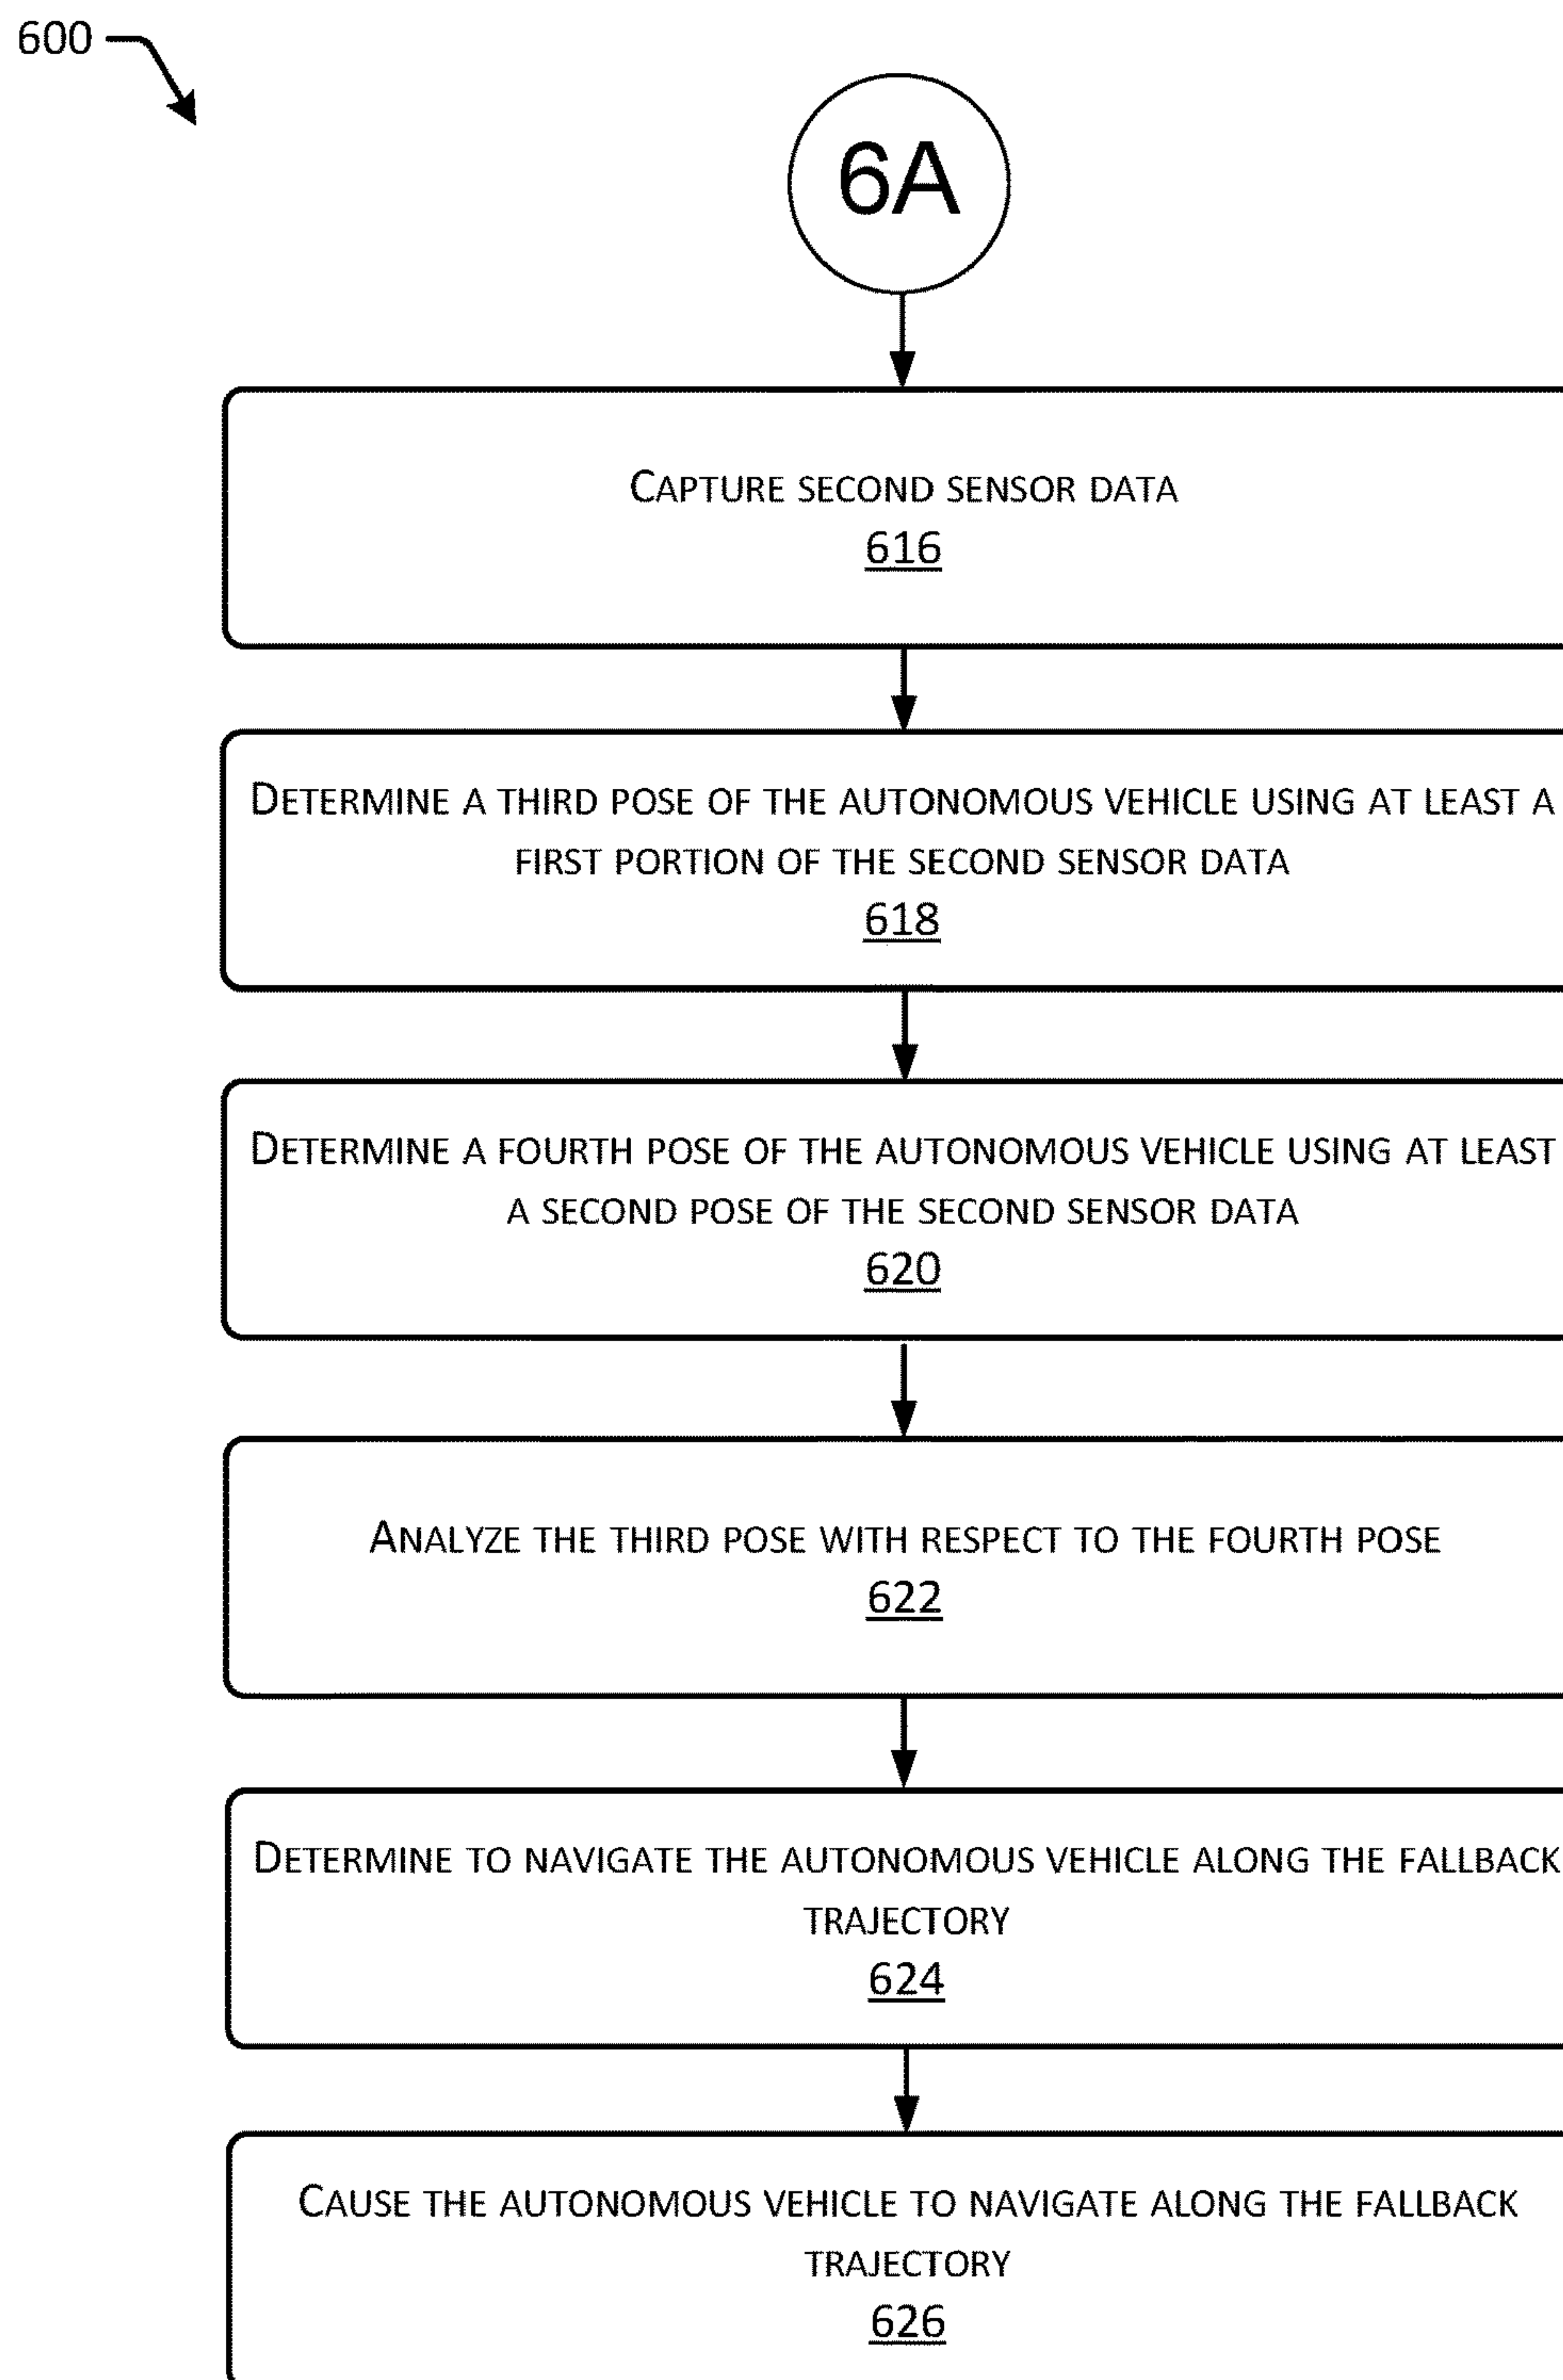 600
6A
CAPTURE SECOND SENSOR DATA
616
DETERMINE A THIRD POSE OF THE AUTONOMOUS VEHICLE USING AT LEAST A
FIRST PORTION OF THE SECOND SENSOR DATA
618
DETERMINE A FOURTH POSE OF THE AUTONOMOUS VEHICLE USING AT LEAST
A SECOND POSE OF THE SECOND SENSOR DATA
620
ANALYZE THE THIRD POSE WITH RESPECT TO THE FOURTH POSE
622
DETERMINE TO NAVIGATE THE AUTONOMOUS VEHICLE ALONG THE FALLBACK
TRAJECTORY
624
CAUSE THE AUTONOMOUS VEHICLE TO NAVIGATE ALONG THE FALLBACK
TRAJECTORY
626